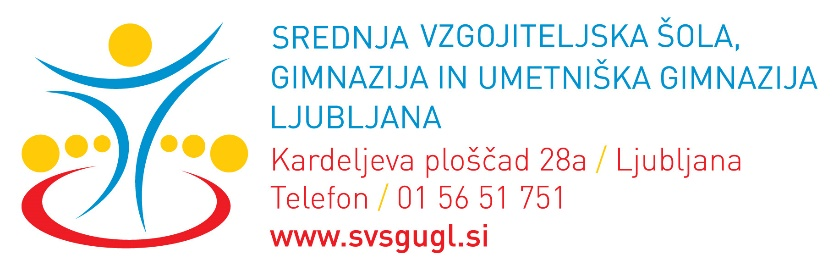 SREDNJA VZGOJITELJSKA ŠOLA,
GIMNAZIJA IN UMETNIŠKA GIMNAZIJA
LJUBLJANA
Kardeljeva ploščad 28a / Ljubljana
Telefon / 01 56 51 751
www.svsgugl.si